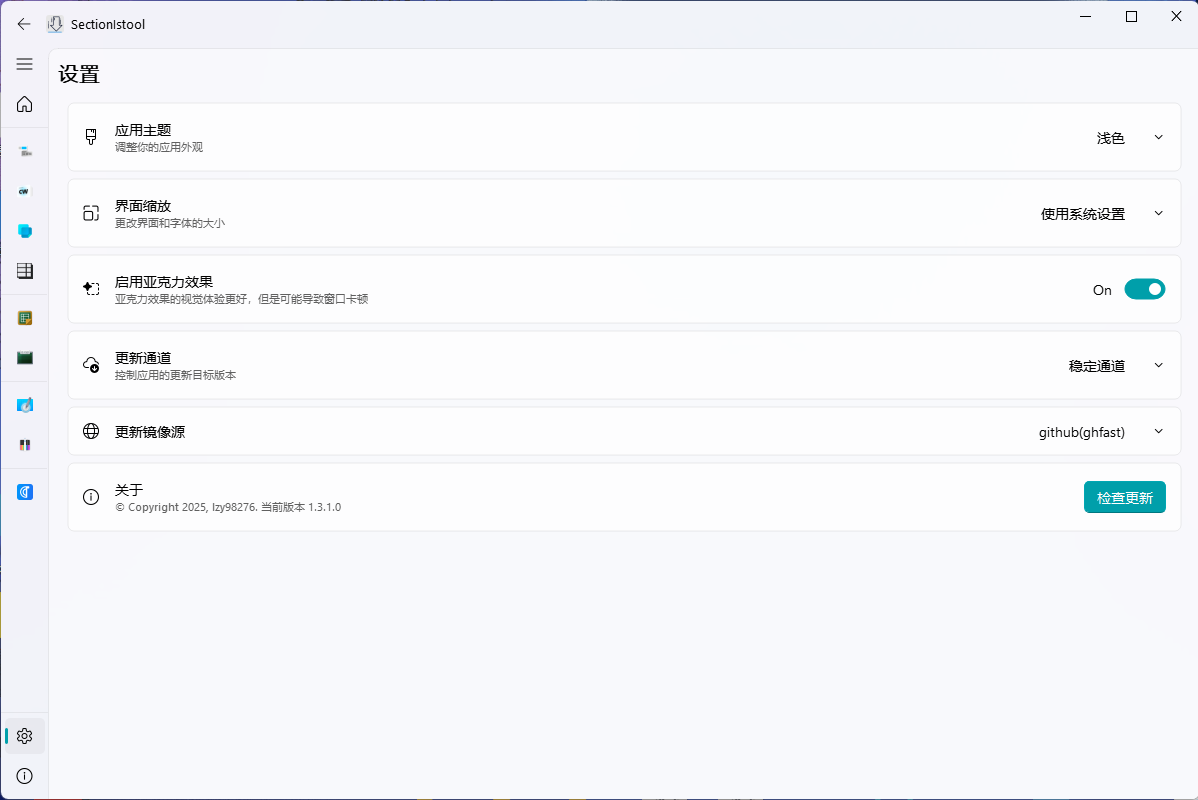 SectionIstool
设置
应用主题
调整你的应用外观
浅色
界面缩放
更改界面和字体的大小
使用系统设置
启用亚克力效果
亚克力效果的视觉体验更好，但是可能导致窗口卡顿
On
更新通道
控制应用的更新目标版本
稳定通道
更新镜像源
github(ghfast)
关于
© Copyright 2025, lzy98276. 当前版本 1.3.1.0
检查更新
CW